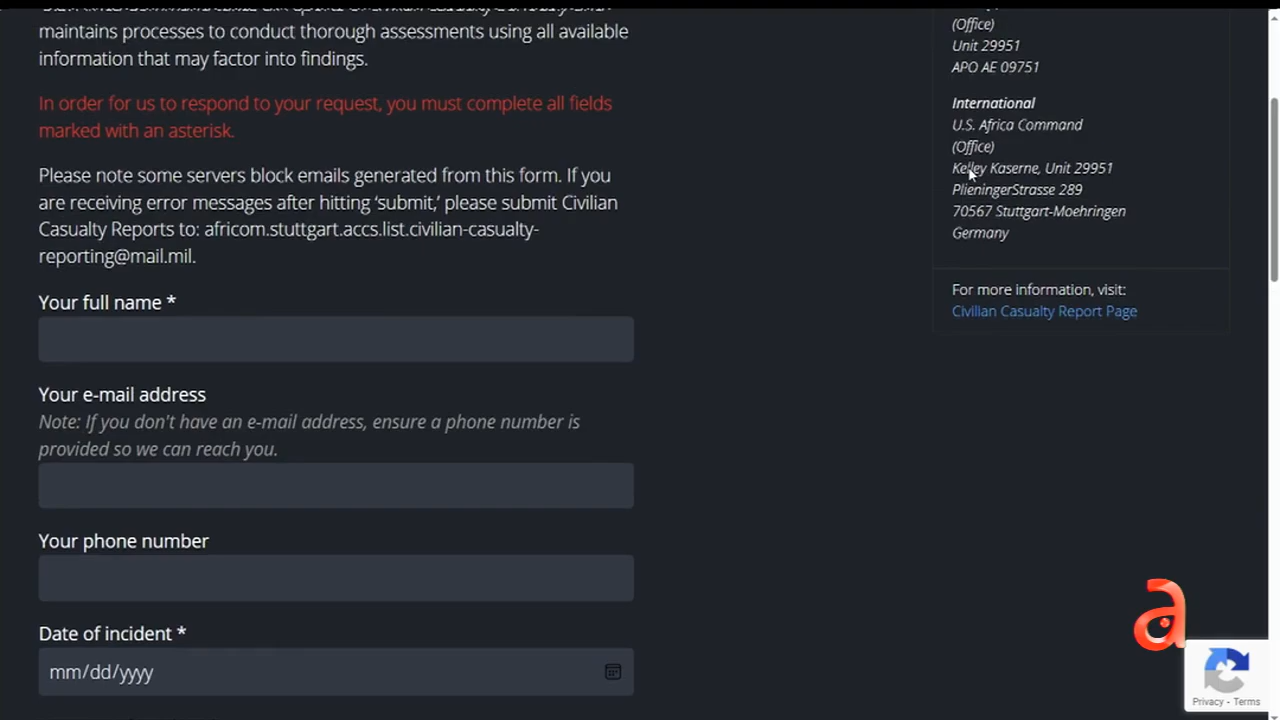 maintains processes to conduct thorough assessments using all available
information that may factor into findings.
In order for us to respond to your request, you must complete all fields
marked with an asterisk.
Please note some servers block emails generated from this form. If you
are receiving error messages after hitting ‘submit,’ please submit Civilian
Casualty Reports to: africom.stuttgart.accs.list.civilian-casualty-
reporting@mail.mil.
Your full name *
Your e-mail address
Note: If you don't have an e-mail address, ensure a phone number is
provided so we can reach you.
Your phone number
Date of incident *
mm/dd/yyyy
(Office)
Unit 29951
APO AE 09751
International
U.S. Africa Command
(Office)
Kelley Kaserne, Unit 29951
PlieningerStrasse 289
70567 Stuttgart-Moehringen
Germany
For more information, visit:
Civilian Casualty Report Page
a
Privacy - Terms